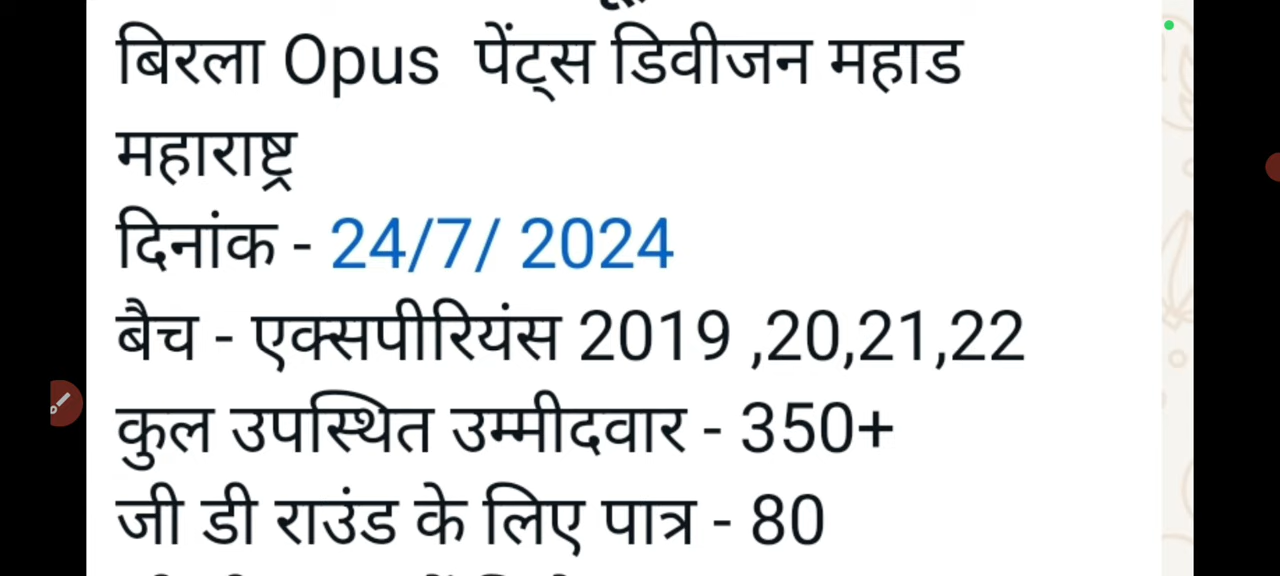 बिरला Opus पेंट्स डिवीजन महाड
महाराष्ट्र
दिनांक - 24/7/ 2024
बैच - एक्सपीरियंस 2019 ,20,21,22
कुल उपस्थित उम्मीदवार - 350+
जी डी राउंड के लिए पात्र - 80